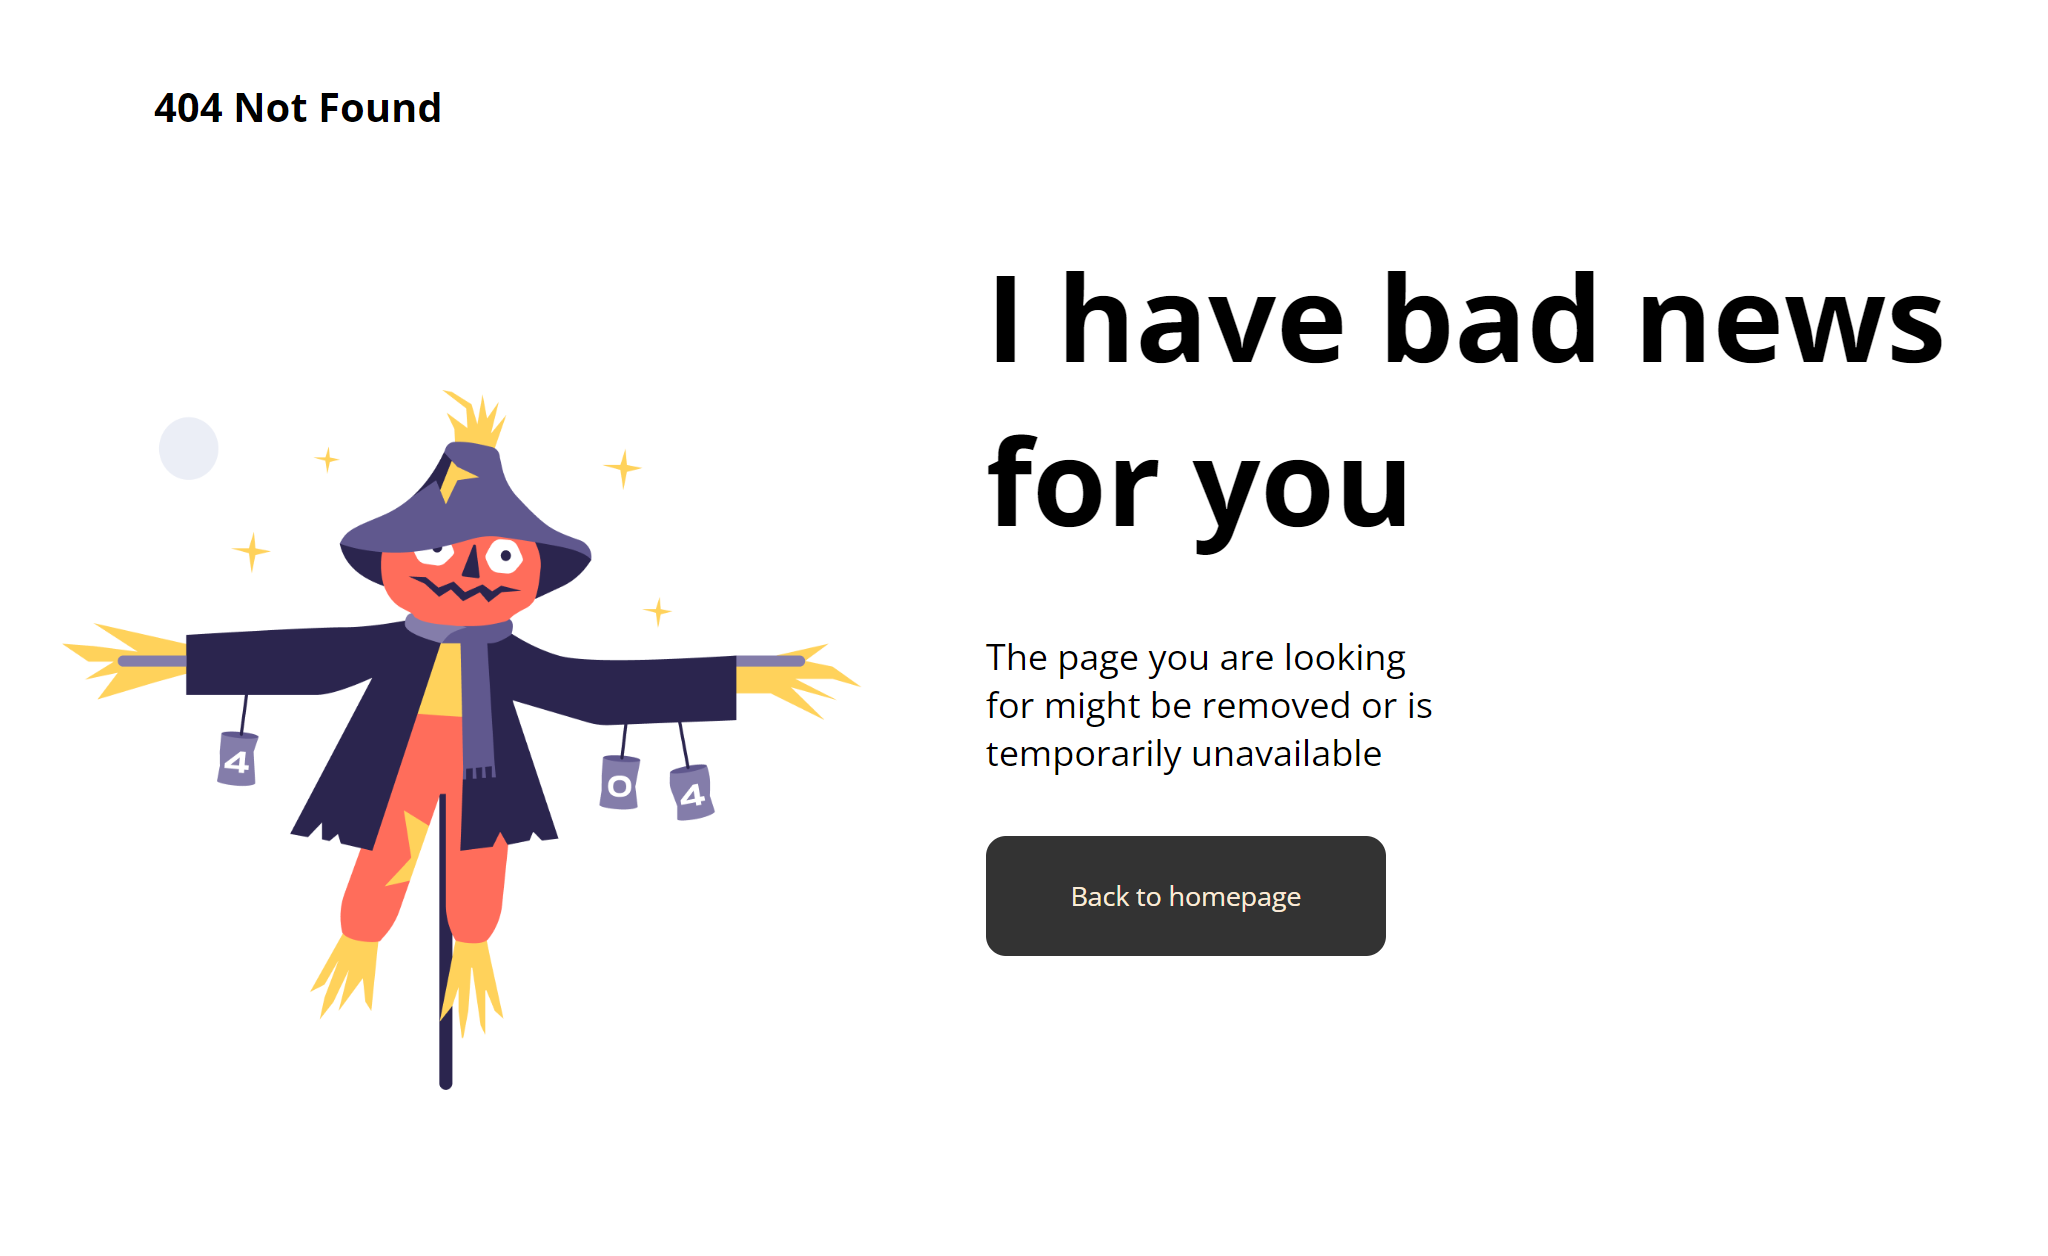 404 Not Found
I have bad news
for you
4
0
4
The page you are looking
for might be removed or is
temporarily unavailable
Back to homepage